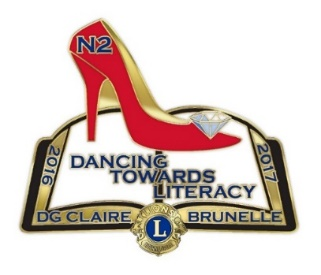 N2
2016
2017
DANCING
TOWARDS
LITERACY
DG CLAIRE BRUNELLE
L